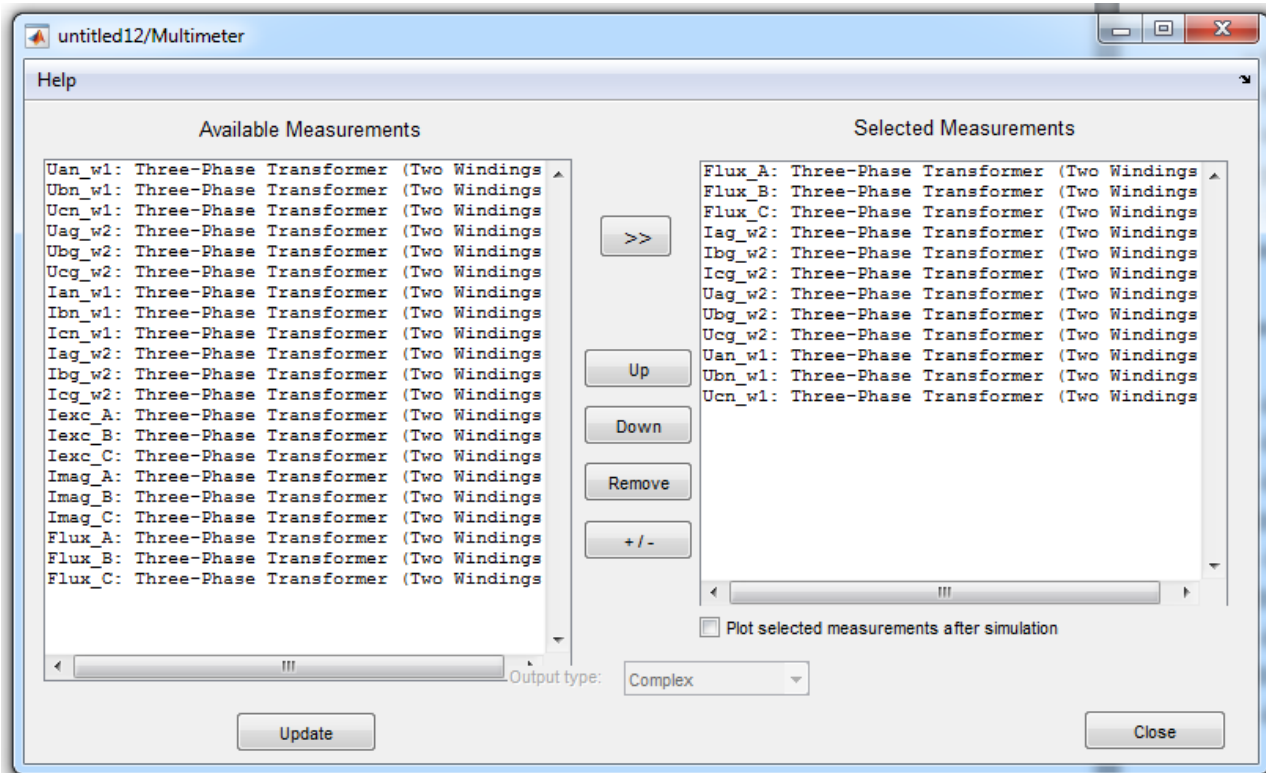 untitled12/Multimeter
Help
Available Measurements
Uan_w1: Three-Phase Transformer (Two Windings
Ubn_w1: Three-Phase Transformer (Two Windings
Ucn_w1: Three-Phase Transformer (Two Windings
Uag_w2: Three-Phase Transformer (Two Windings
Ubg_w2: Three-Phase Transformer (Two Windings
Ucg_w2: Three-Phase Transformer (Two Windings
Ian_w1: Three-Phase Transformer (Two Windings
Ibn_w1: Three-Phase Transformer (Two Windings
Icn_w1: Three-Phase Transformer (Two Windings
Iag_w2: Three-Phase Transformer (Two Windings
Ibg_w2: Three-Phase Transformer (Two Windings
Icg_w2: Three-Phase Transformer (Two Windings
Iexc_A: Three-Phase Transformer (Two Windings
Iexc_B: Three-Phase Transformer (Two Windings
Iexc_C: Three-Phase Transformer (Two Windings
Imag_A: Three-Phase Transformer (Two Windings
Imag_B: Three-Phase Transformer (Two Windings
Imag_C: Three-Phase Transformer (Two Windings
Flux_A: Three-Phase Transformer (Two Windings
Flux_B: Three-Phase Transformer (Two Windings
Flux_C: Three-Phase Transformer (Two Windings
>>
Up
Down
Remove
+ / -
Selected Measurements
Flux_A: Three-Phase Transformer (Two Windings
Flux_B: Three-Phase Transformer (Two Windings
Flux_C: Three-Phase Transformer (Two Windings
Iag_w2: Three-Phase Transformer (Two Windings
Ibg_w2: Three-Phase Transformer (Two Windings
Icg_w2: Three-Phase Transformer (Two Windings
Uag_w2: Three-Phase Transformer (Two Windings
Ubg_w2: Three-Phase Transformer (Two Windings
Ucg_w2: Three-Phase Transformer (Two Windings
Uan_w1: Three-Phase Transformer (Two Windings
Ubn_w1: Three-Phase Transformer (Two Windings
Ucn_w1: Three-Phase Transformer (Two Windings
Plot selected measurements after simulation
Output type:
Complex
Update
Close